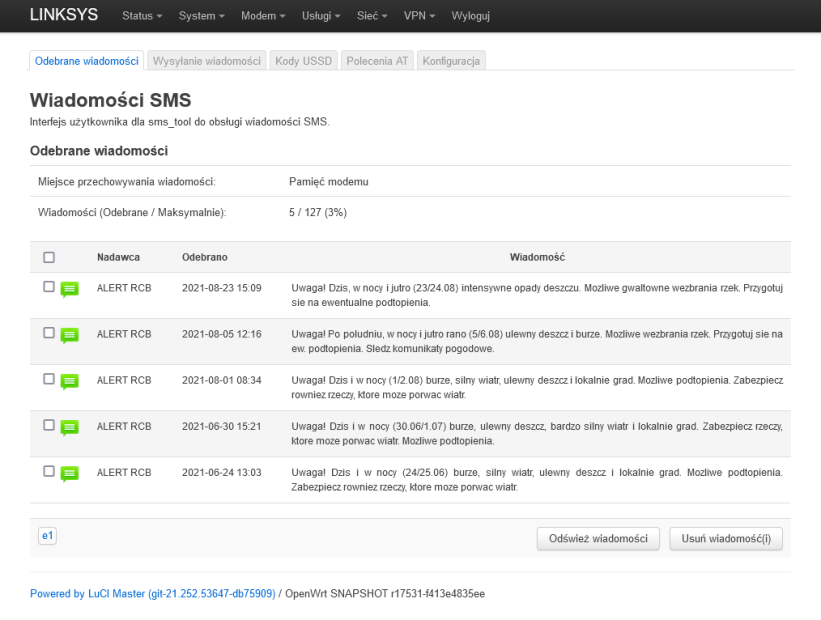 LINKSYS Status System Modem Usługi Sieć VPN Wyloguj
Odebrane wiadomości Wysyłanie wiadomości Kody USSD Polecenia AT Konfiguracja
Wiadomości SMS
Interfejs użytkownika dla sms_tool do obsługi wiadomości SMS.
Odebrane wiadomości
Miejsce przechowywania wiadomości: Pamięć modemu
Wiadomości (Odebrane / Maksymalnie): 5 / 127 (3%)
Nadawca Odebrano Wiadomość
ALERT RCB 2021-08-23 15:09 Uwaga! Dzis, w nocy i jutro (23/24.08) intensywne opady deszczu. Mozliwe gwaltowne wezbrania rzek. Przygotuj
sie na ewentualne podtopienia.
ALERT RCB 2021-08-05 12:16 Uwaga! Po poludniu, w nocy i jutro rano (5/6.08) ulewny deszcz i burze. Mozliwe wezbrania rzek. Przygotuj sie na
ew. podtopienia. Sledz komunikaty pogodowe.
ALERT RCB 2021-08-01 08:34 Uwaga! Dzis i w nocy (1/2.08) burze, silny wiatr, ulewny deszcz i lokalnie grad. Mozliwe podtopienia. Zabezpiecz
rowniez rzeczy, ktore moze porwac wiatr.
ALERT RCB 2021-06-30 15:21 Uwaga! Dzis i w nocy (30.06/1.07) burze, ulewny deszcz, bardzo silny wiatr i lokalnie grad. Zabezpiecz rzeczy,
ktore moze porwac wiatr. Mozliwe podtopienia.
ALERT RCB 2021-06-24 13:03 Uwaga! Dzis i w nocy (24/25.06) burze, silny wiatr, ulewny deszcz i lokalnie grad. Mozliwe podtopienia.
Zabezpiecz rowniez rzeczy, ktore moze porwac wiatr.
e1 Odśwież wiadomości Usuń wiadomość(i)
Powered by LuCI Master (git-21.252.53647-db75909) / OpenWrt SNAPSHOT r17531-f413e4835ee